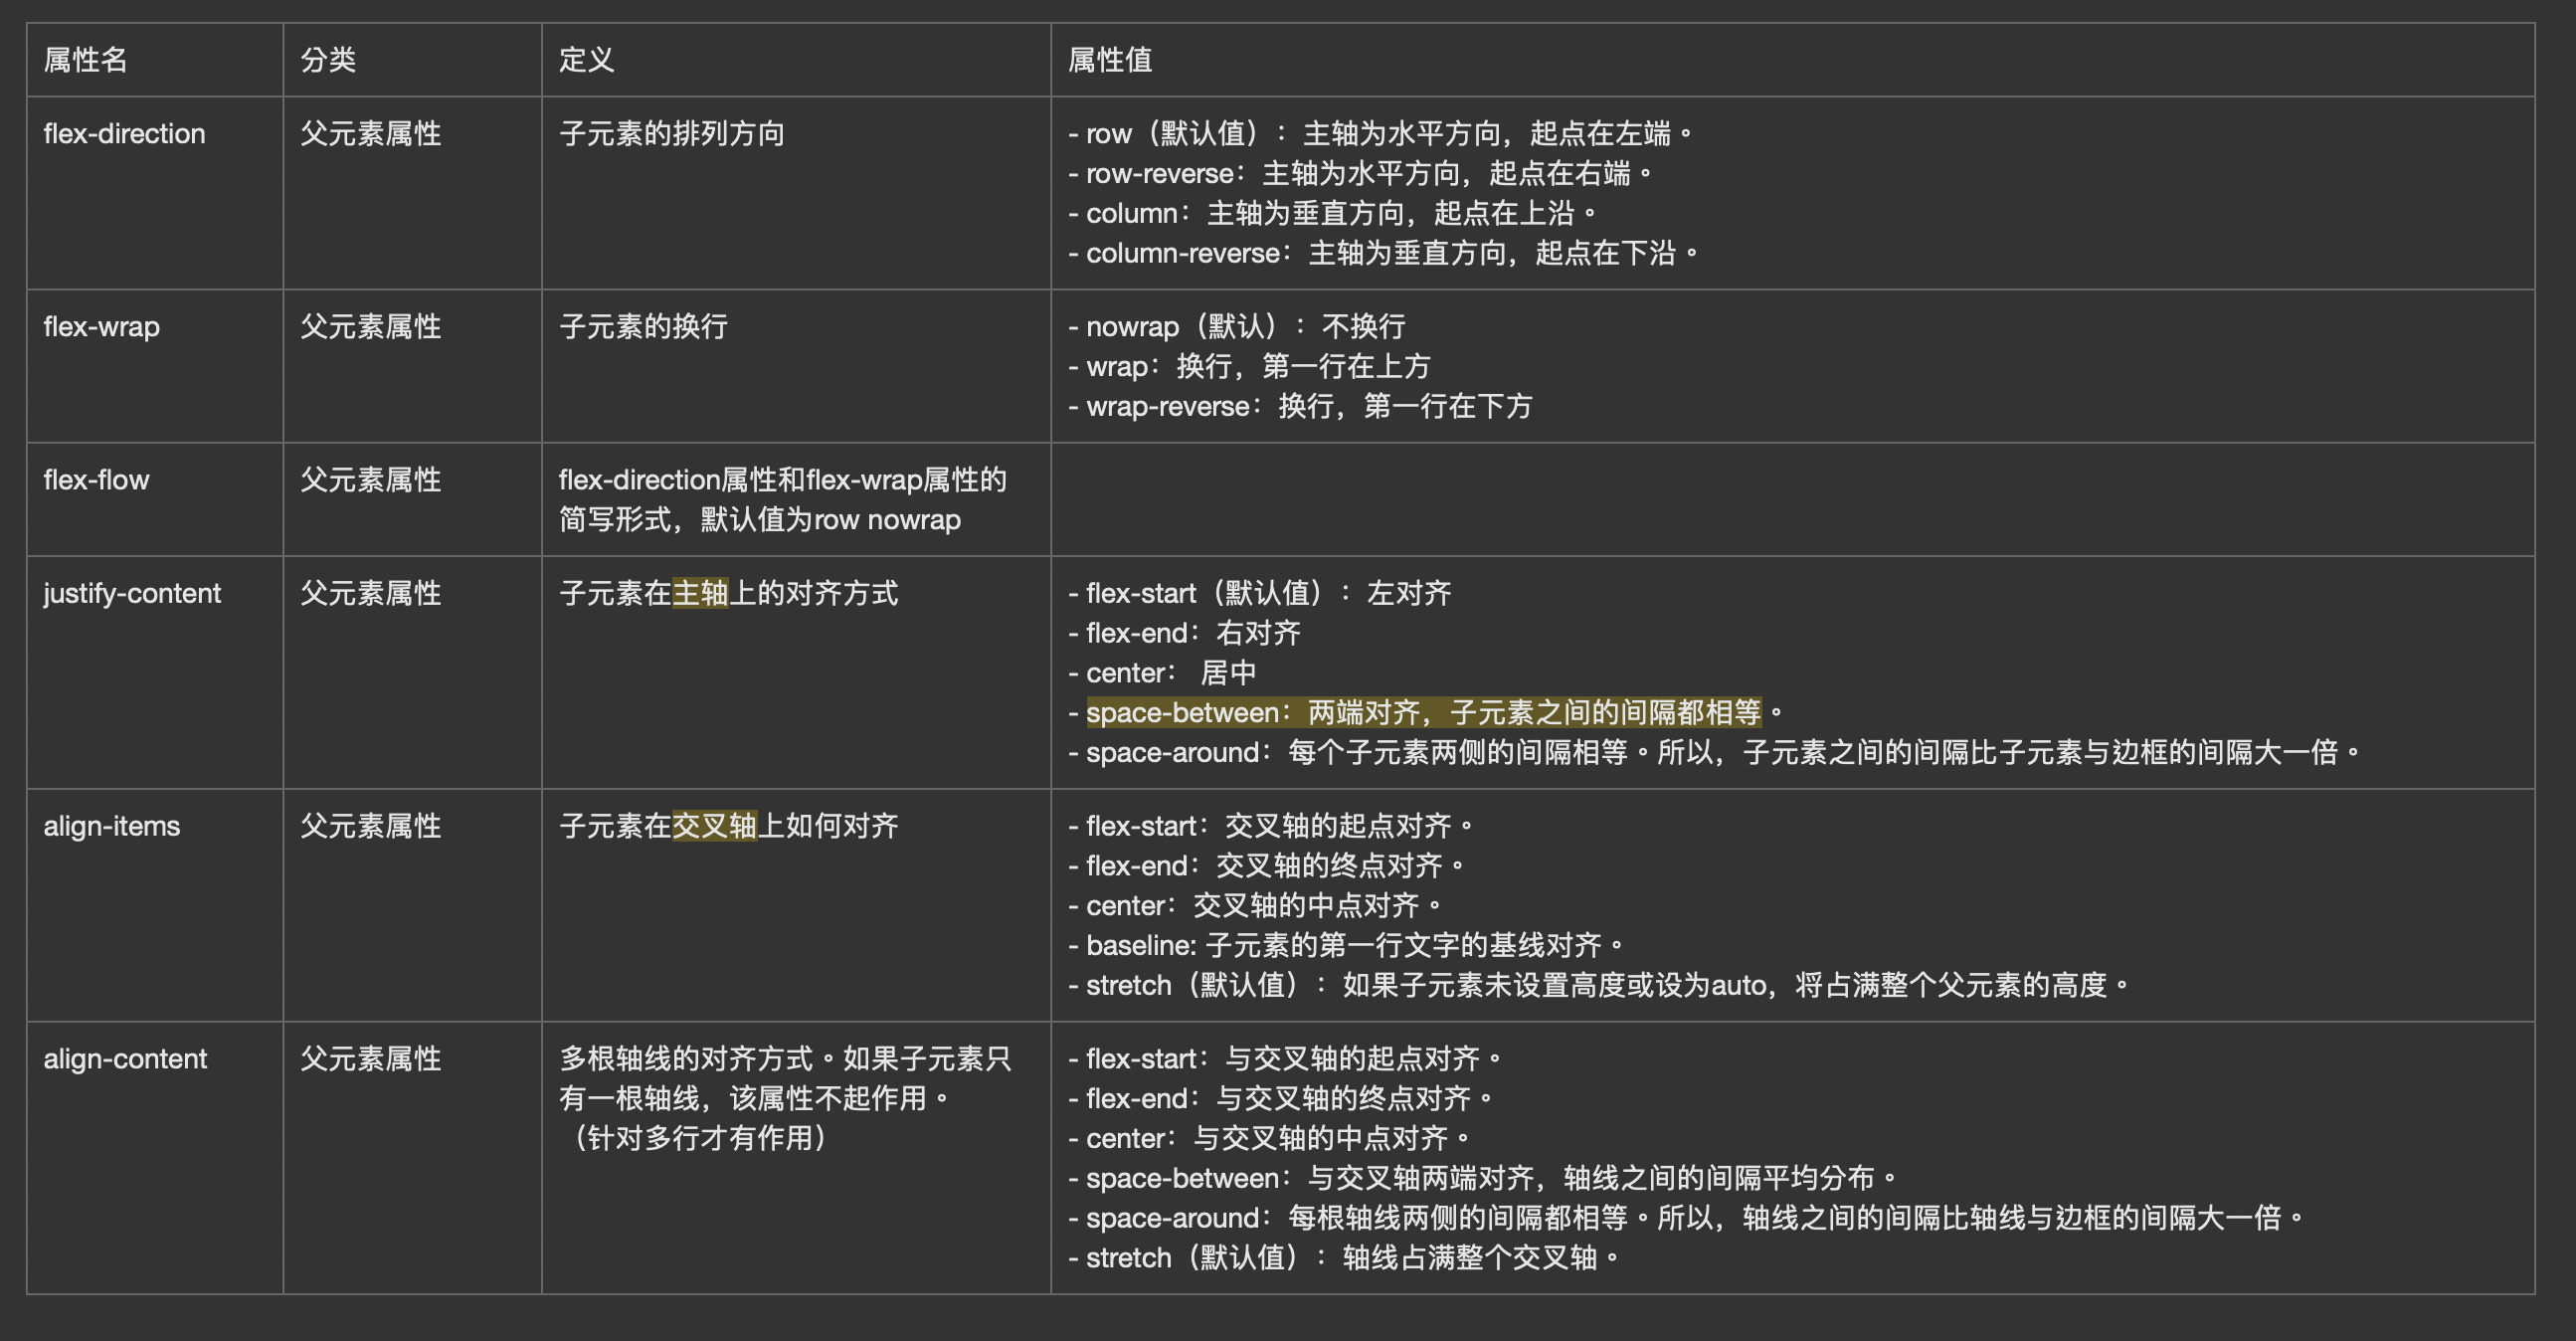 属性名 分类 定义 属性值
flex-direction 父元素属性 子元素的排列方向 - row（默认值）：主轴为水平方向，起点在左端。
- row-reverse：主轴为水平方向，起点在右端。
- column：主轴为垂直方向，起点在上沿。
- column-reverse：主轴为垂直方向，起点在下沿。
flex-wrap 父元素属性 子元素的换行 - nowrap（默认）：不换行
- wrap：换行，第一行在上方
- wrap-reverse：换行，第一行在下方
flex-flow 父元素属性 flex-direction属性和flex-wrap属性的
简写形式，默认值为row nowrap
justify-content 父元素属性 子元素在主轴上的对齐方式 - flex-start（默认值）：左对齐
- flex-end：右对齐
- center： 居中
- space-between：两端对齐，子元素之间的间隔都相等。
- space-around：每个子元素两侧的间隔相等。所以，子元素之间的间隔比子元素与边框的间隔大一倍。
align-items 父元素属性 子元素在交叉轴上如何对齐 - flex-start：交叉轴的起点对齐。
- flex-end：交叉轴的终点对齐。
- center：交叉轴的中点对齐。
- baseline: 子元素的第一行文字的基线对齐。
- stretch（默认值）：如果子元素未设置高度或设为auto，将占满整个父元素的高度。
align-content 父元素属性 多根轴线的对齐方式。如果子元素只 - flex-start：与交叉轴的起点对齐。
有一根轴线，该属性不起作用。 - flex-end：与交叉轴的终点对齐。
（针对多行才有作用） - center：与交叉轴的中点对齐。
- space-between：与交叉轴两端对齐，轴线之间的间隔平均分布。
- space-around：每根轴线两侧的间隔都相等。所以，轴线之间的间隔比轴线与边框的间隔大一倍。
- stretch（默认值）：轴线占满整个交叉轴。